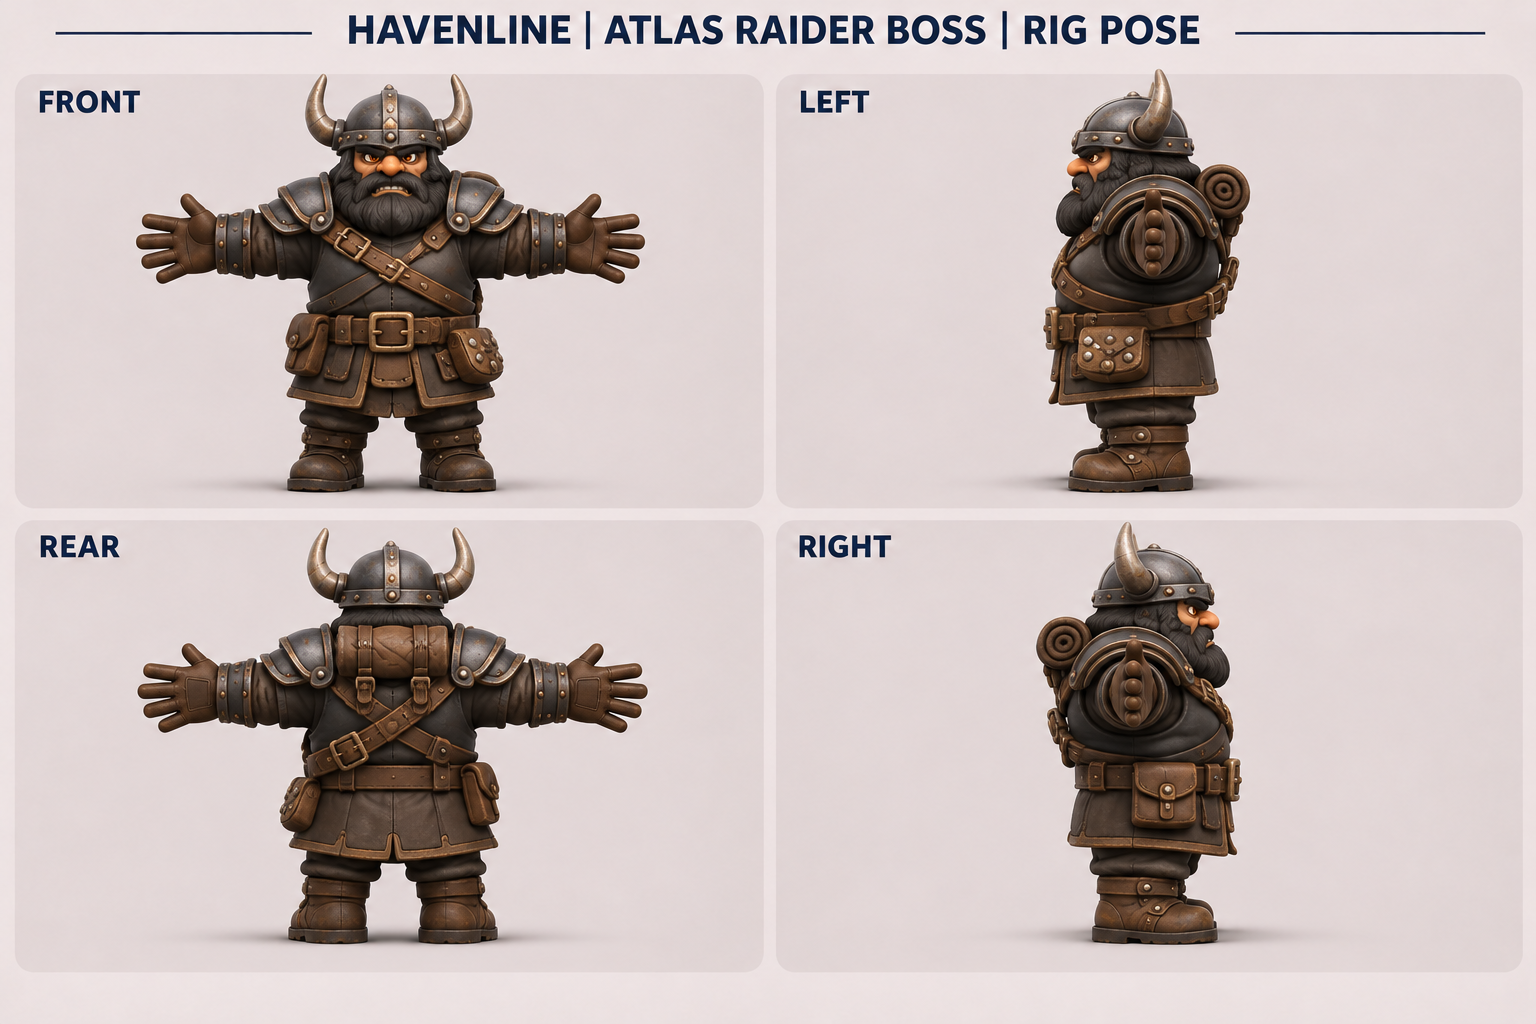 HAVENLINE | ATLAS RAIDER BOSS | RIG POSE
FRONT
LEFT
REAR
RIGHT